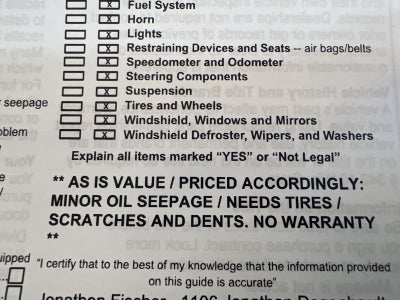 Fuel System
Horn
Lights
Restraining Devices and Seats -- air bags/belts
Speedometer and Odometer
Steering Components
Suspension
seepage Tires and Wheels
Windshield, Windows and Mirrors
Windshield Defroster, Wipers, and Washers
Explain all items marked “YES” or “Not Legal”
** AS IS VALUE / PRICED ACCORDINGLY:
MINOR OIL SEEPAGE / NEEDS TIRES /
SCRATCHES AND DENTS. NO WARRANTY
**
“I certify that to the best of my knowledge that the information provided
on this guide is accurate”
Jonathan Fischer